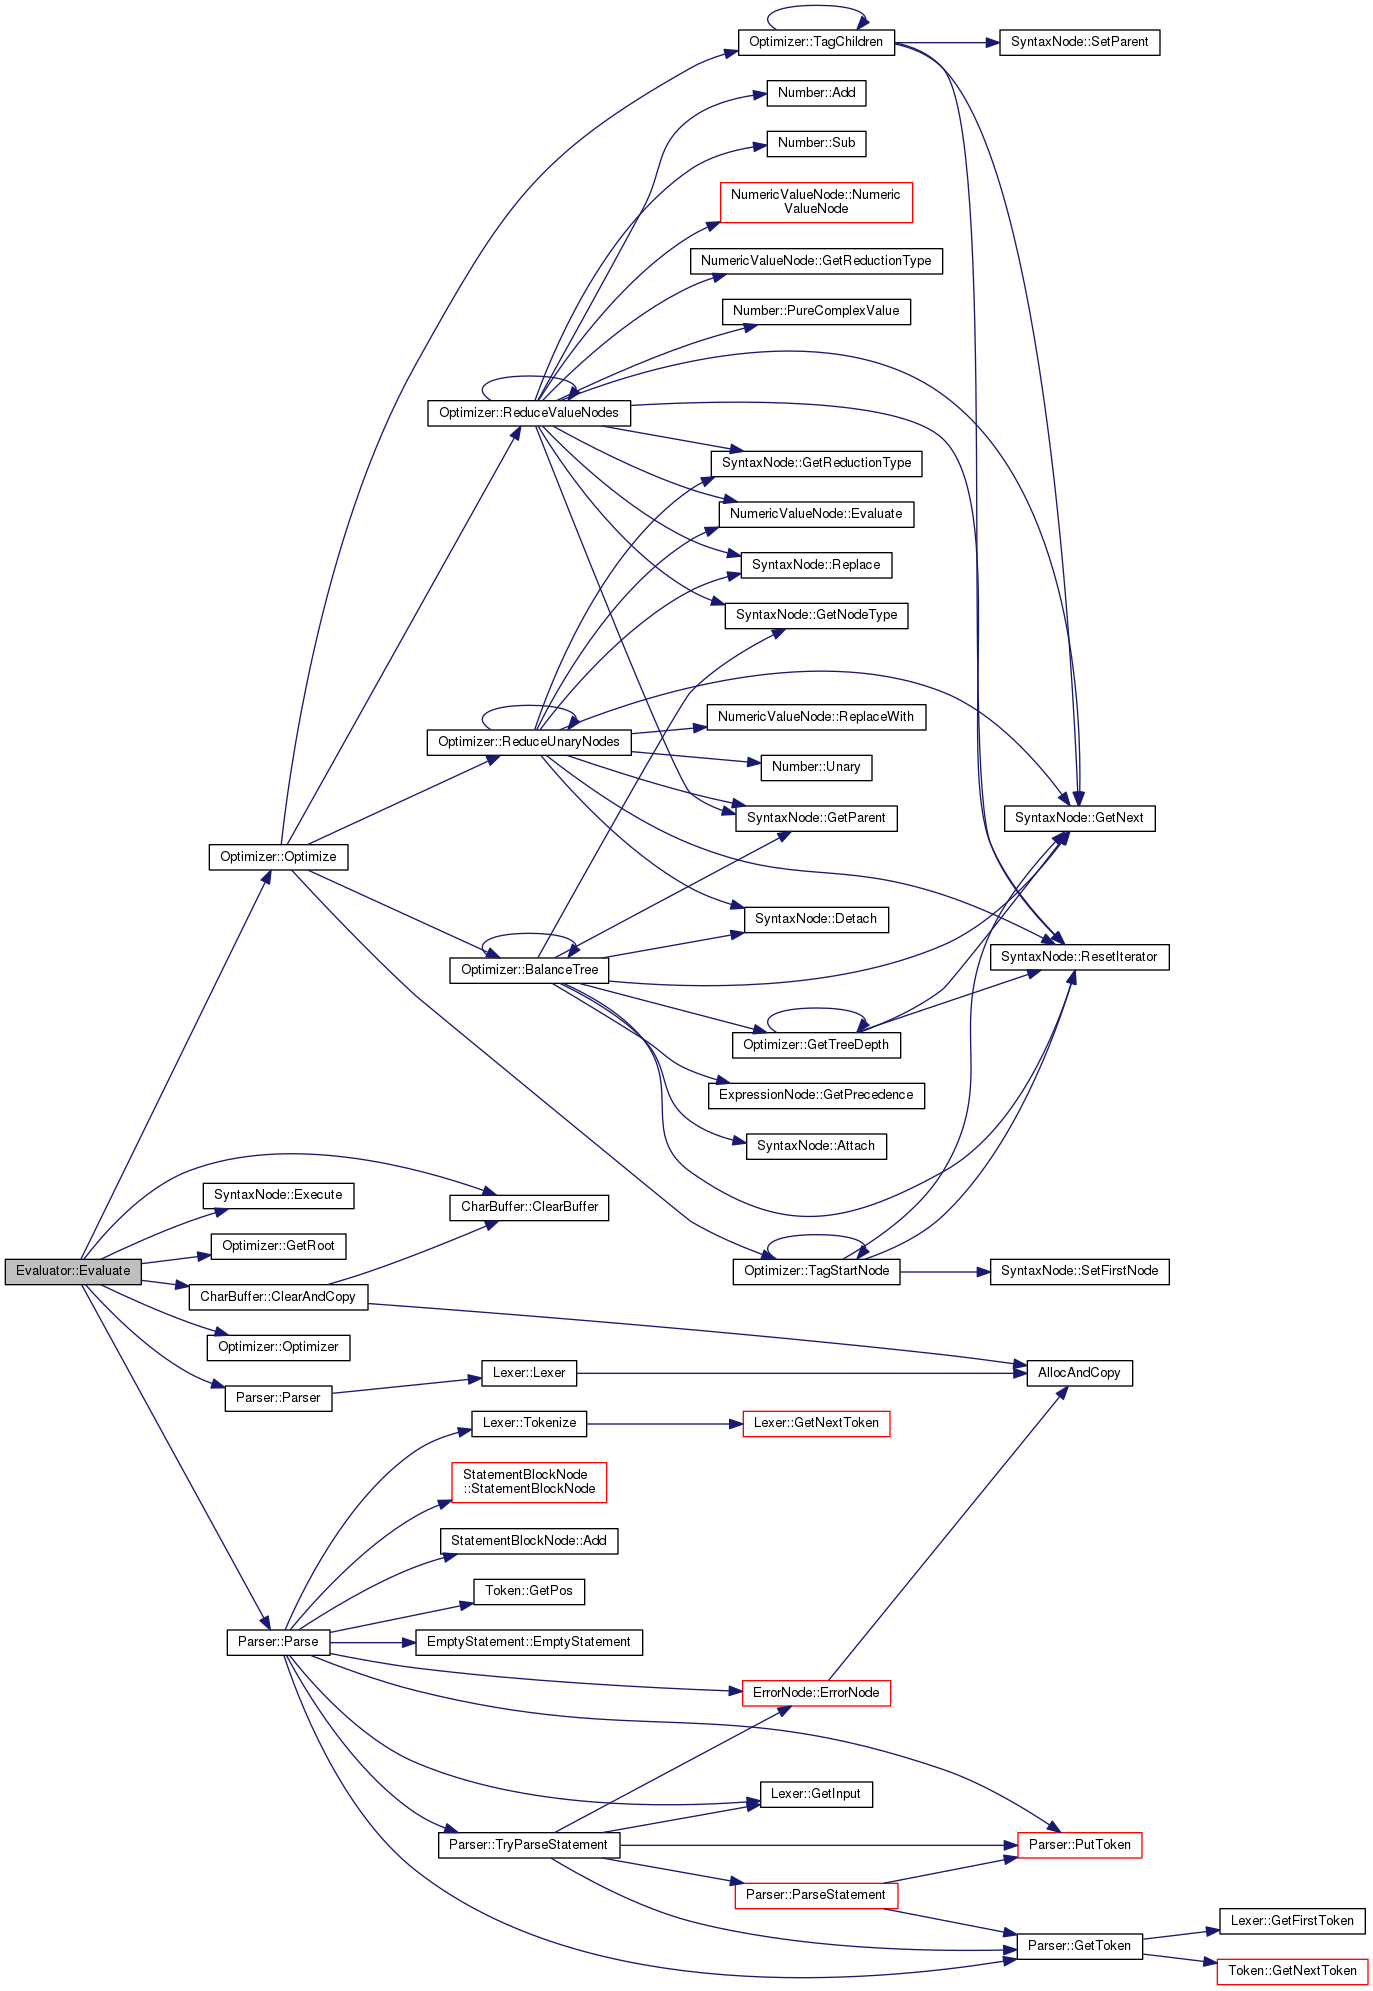 Optimizer::TagChildren
SyntaxNode::SetParent
Number::Add
Number::Sub
NumericValueNode::Numeric
ValueNode
NumericValueNode::GetReductionType
Number::PureComplexValue
Optimizer::ReduceValueNodes
SyntaxNode::GetReductionType
NumericValueNode::Evaluate
SyntaxNode::Replace
SyntaxNode::GetNodeType
NumericValueNode::ReplaceWith
Optimizer::ReduceUnaryNodes
Number::Unary
SyntaxNode::GetParent
SyntaxNode::GetNext
Optimizer::Optimize
SyntaxNode::Detach
SyntaxNode::ResetIterator
Optimizer::BalanceTree
Optimizer::GetTreeDepth
ExpressionNode::GetPrecedence
SyntaxNode::Attach
SyntaxNode::Execute
CharBuffer::ClearBuffer
Optimizer::GetRoot
Evaluator::Evaluate
Optimizer::TagStartNode
SyntaxNode::SetFirstNode
CharBuffer::ClearAndCopy
Optimizer::Optimizer
Lexer::Lexer
AllocAndCopy
Parser::Parser
Lexer::Tokenize
Lexer::GetNextToken
StatementBlockNode
::StatementBlockNode
StatementBlockNode::Add
Token::GetPos
Parser::Parse
EmptyStatement::EmptyStatement
ErrorNode::ErrorNode
Lexer::GetInput
Parser::TryParseStatement
Parser::PutToken
Parser::ParseStatement
Lexer::GetFirstToken
Parser::GetToken
Token::GetNextToken